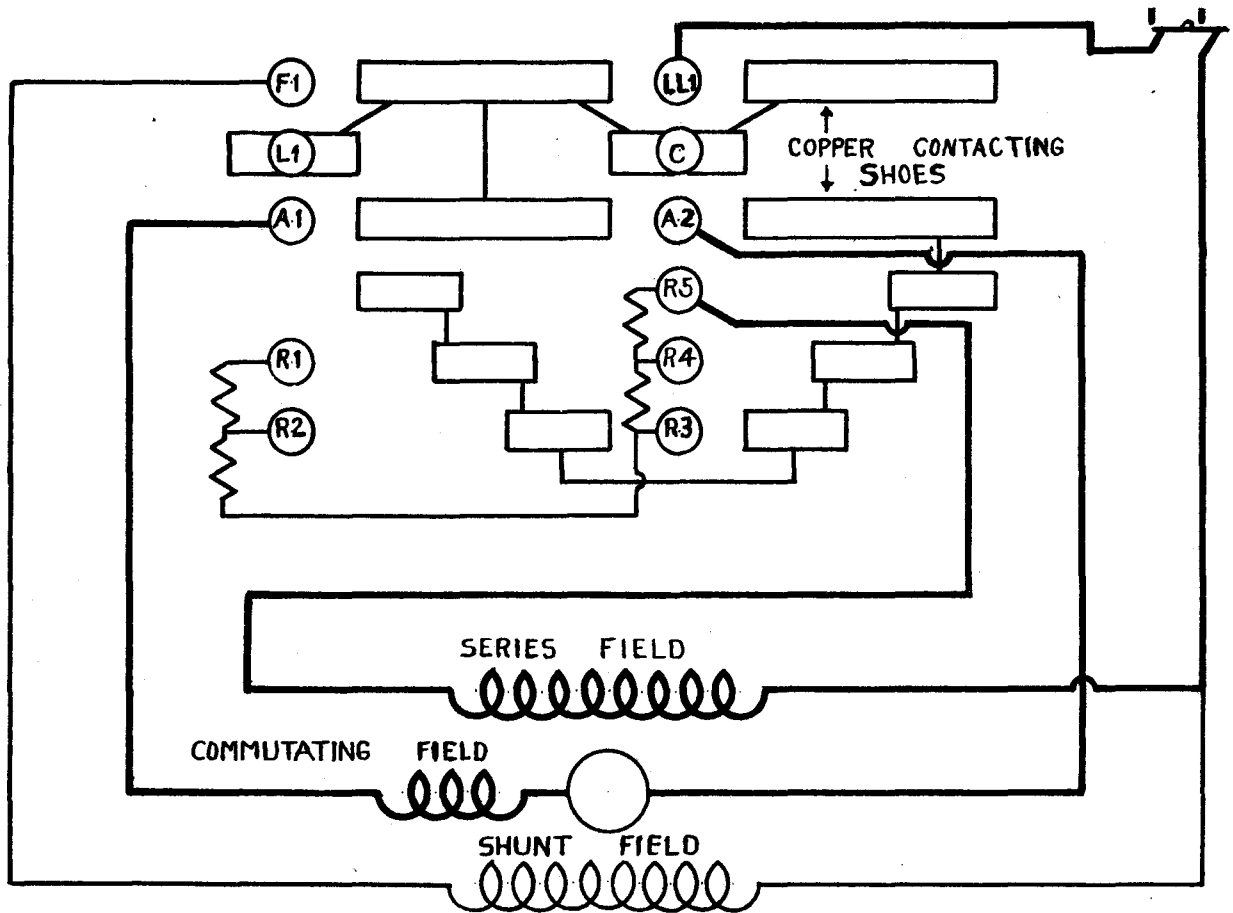 F1
LL1
L1
C
COPPER CONTACTING
SHOES
A1
A2
R5
R1
R4
R2
R3
SERIES FIELD
COMMUTATING FIELD
SHUNT FIELD